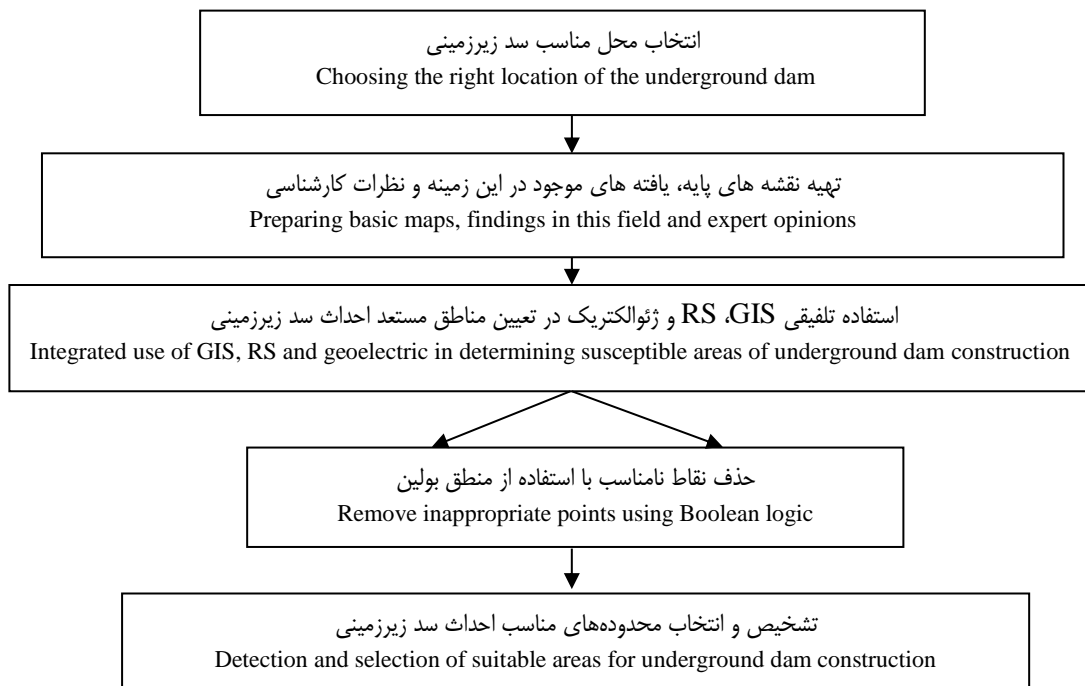 انتخاب محل مناسب سد زیرزمینی
Choosing the right location of the underground dam
تهیه نقشه های پایه، یافته های موجود در این زمینه و نظرات کارشناسی
Preparing basic maps, findings in this field and expert opinions
استفاده تلفیقی RS ،GIS و ژئوالکتریک در تعیین مناطق مستعد احداث سد زیرزمینی
Integrated use of GIS, RS and geoelectric in determining susceptible areas of underground dam construction
حذف نقاط نامناسب با استفاده از منطق بولین
Remove inappropriate points using Boolean logic
تشخیص و انتخاب محدوده‌های مناسب احداث سد زیرزمینی
Detection and selection of suitable areas for underground dam construction